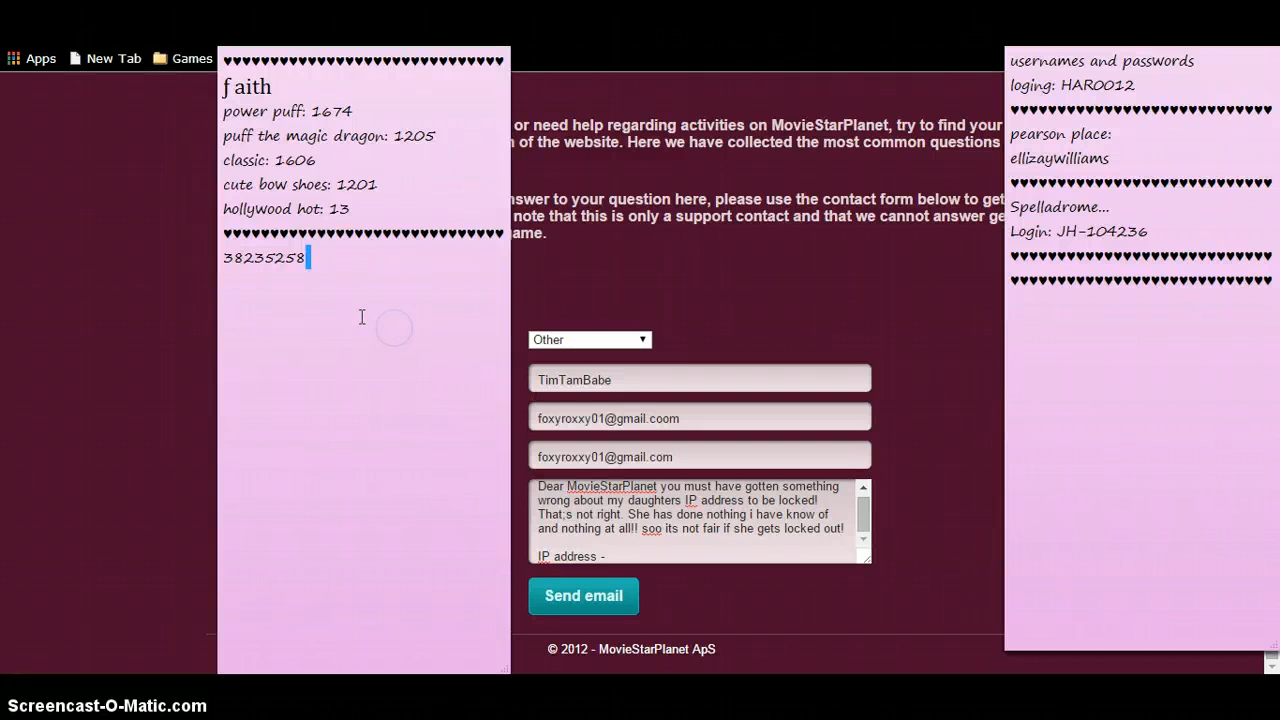 Apps New Tab Games
♥♥♥♥♥♥♥♥♥♥♥♥♥♥♥♥♥♥♥♥♥♥♥♥♥♥♥♥
faith
power puff: 1674
puff the magic dragon: 1205
classic: 1606
cute bow shoes: 1201
hollywood hot: 13
♥♥♥♥♥♥♥♥♥♥♥♥♥♥♥♥♥♥♥♥♥♥♥♥♥♥♥♥
38235258
or need help regarding activities on MovieStarPlanet, try to find your
of the website. Here we have collected the most common questions
swer to your question here, please use the contact form below to get
note that this is only a support contact and that we cannot answer ge
ame.
Other
TimTamBabe
foxyroxxy01@gmail.coom
foxyroxxy01@gmail.com
Dear MovieStarPlanet you must have gotten something
wrong about my daughters IP address to be locked!
That;s not right. She has done nothing i have know of
and nothing at all!! soo its not fair if she gets locked out!
IP address -
Send email
© 2012 - MovieStarPlanet ApS
usernames and passwords
loging: HAR0012
♥♥♥♥♥♥♥♥♥♥♥♥♥♥♥♥♥♥♥♥♥♥♥♥♥♥
pearson place:
ellizaywilliams
♥♥♥♥♥♥♥♥♥♥♥♥♥♥♥♥♥♥♥♥♥♥♥♥♥♥
Spelladrome...
Login: JH-104236
♥♥♥♥♥♥♥♥♥♥♥♥♥♥♥♥♥♥♥♥♥♥♥♥♥♥
♥♥♥♥♥♥♥♥♥♥♥♥♥♥♥♥♥♥♥♥♥♥♥♥♥♥
Screencast-O-Matic.com